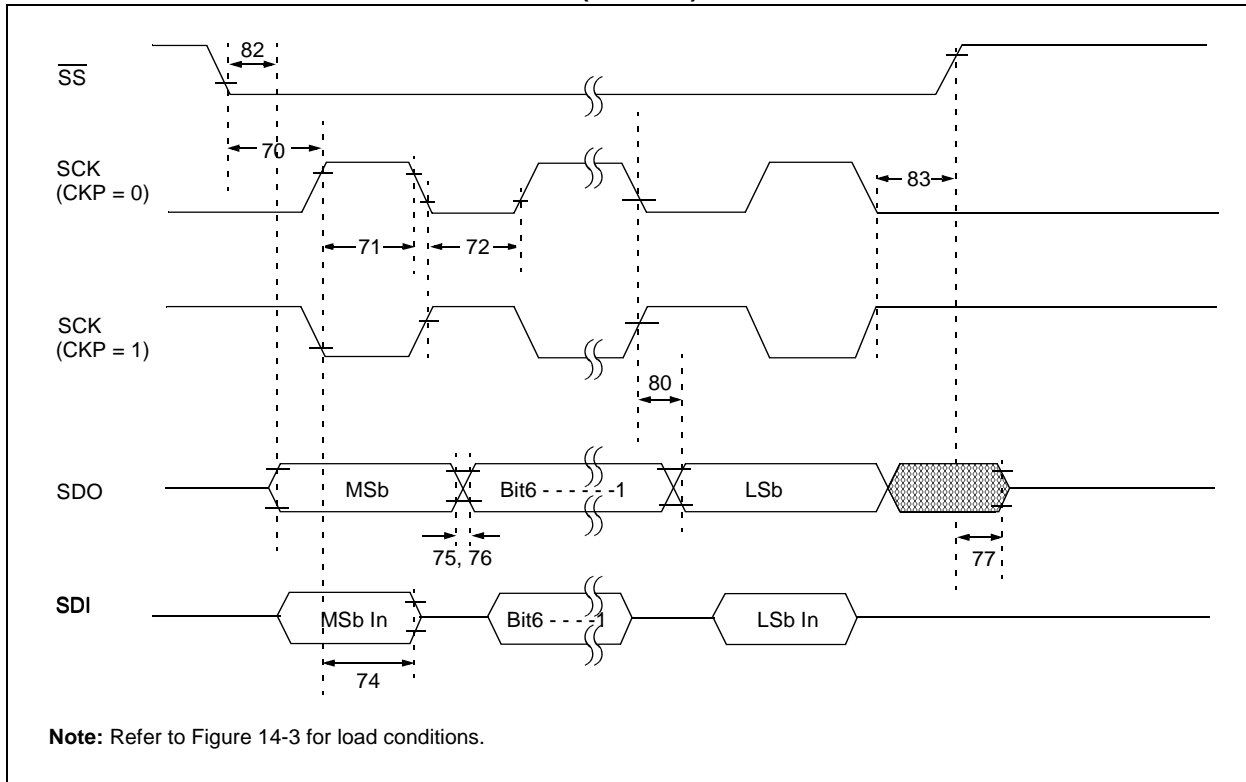 82
SS
70
SCK
(CKP = 0)
83
71
72
SCK
(CKP = 1)
80
SDO
MSb
Bit6 - - - - - -1
LSb
75, 76
77
SDI
MSb In
Bit6 - - - -1
LSb In
74
Note: Refer to Figure 14-3 for load conditions.